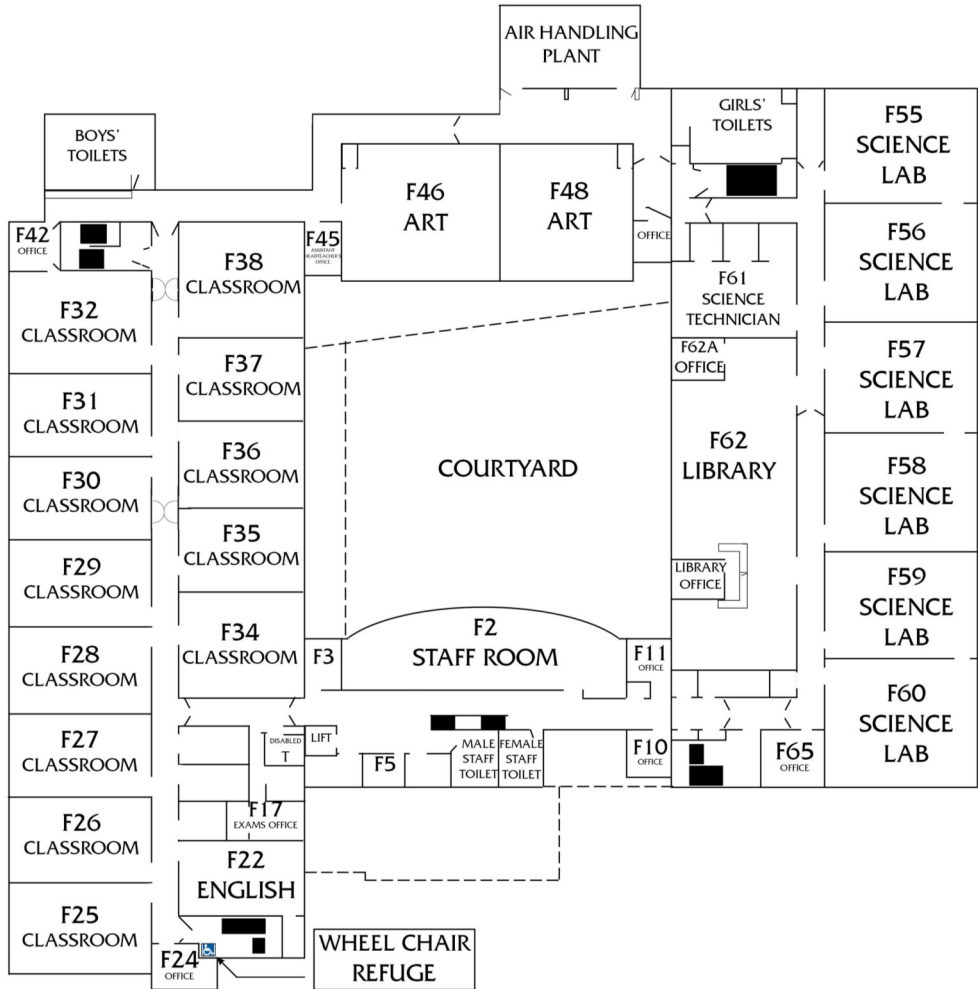 AIR HANDLING
PLANT
BOYS'
TOILETS
GIRLS'
TOILETS
F55
SCIENCE
LAB
F42
OFFICE
F38
CLASSROOM
F45
ASSISTANT
HEADTEACHER'S
OFFICE
F46
ART
F48
ART
OFFICE
F56
SCIENCE
LAB
F61
SCIENCE
TECHNICIAN
F32
CLASSROOM
F37
CLASSROOM
F62A
OFFICE
F57
SCIENCE
LAB
F31
CLASSROOM
F36
CLASSROOM
COURTYARD
F62
LIBRARY
F58
SCIENCE
LAB
F30
CLASSROOM
F35
CLASSROOM
F29
CLASSROOM
LIBRARY
OFFICE
F59
SCIENCE
LAB
F34
CLASSROOM
F3
F2
STAFF ROOM
F11
OFFICE
F28
CLASSROOM
F60
SCIENCE
LAB
F27
CLASSROOM
DISABLED
T
LIFT
F5
MALE
STAFF
TOILET
FEMALE
STAFF
TOILET
F10
OFFICE
F65
OFFICE
F26
CLASSROOM
F17
EXAMS OFFICE
F22
ENGLISH
F25
CLASSROOM
F24
OFFICE
WHEEL CHAIR
REFUGE